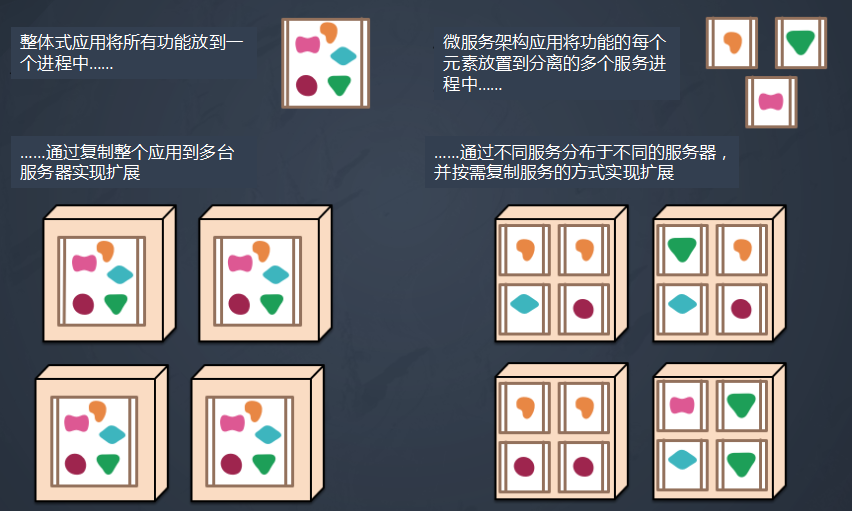 整体式应用将所有功能放到一
个进程中……
微服务架构应用将功能的每个
元素放置到分离的多个服务进
程中……
……通过复制整个应用到多台
服务器实现扩展
……通过不同服务分布于不同的服务器，
并按需复制服务的方式实现扩展